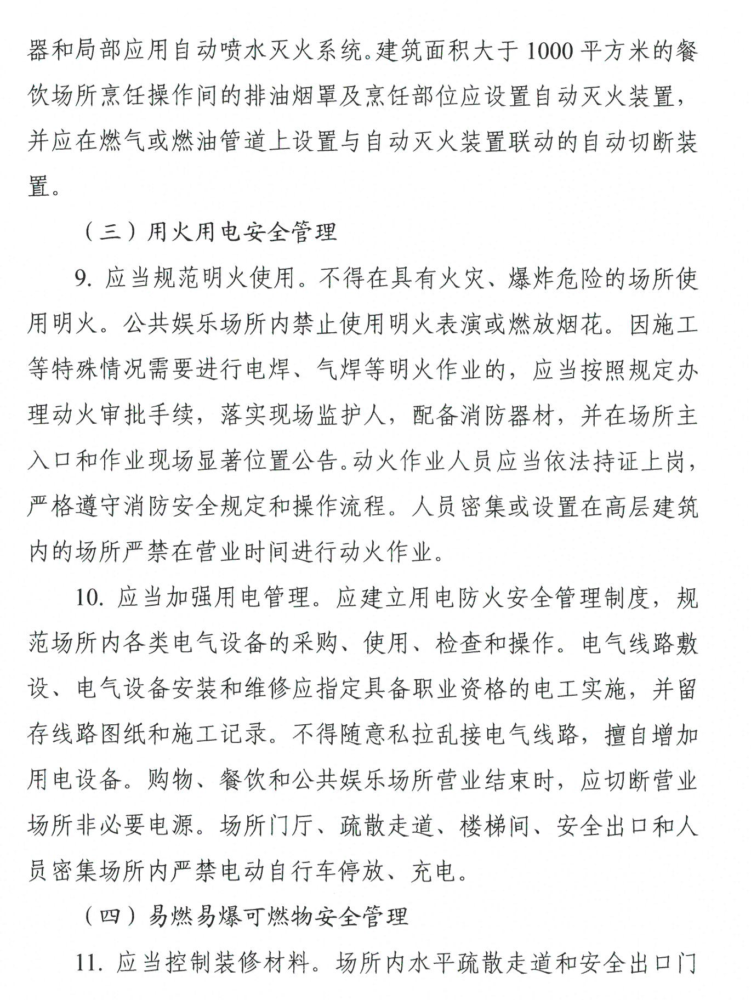 器和局部应用自动喷水灭火系统。建筑面积大于 1000 平方米的餐
饮场所烹饪操作间的排油烟罩及烹饪部位应设置自动灭火装置，
并应在燃气或燃油管道上设置与自动灭火装置联动的自动切断装
置。
（三）用火用电安全管理
9. 应当规范明火使用。不得在具有火灾、爆炸危险的场所使
用明火。公共娱乐场所内禁止使用明火表演或燃放烟花。因施工
等特殊情况需要进行电焊、气焊等明火作业的，应当按照规定办
理动火审批手续，落实现场监护人，配备消防器材，并在场所主
入口和作业现场显著位置公告。动火作业人员应当依法持证上岗，
严格遵守消防安全规定和操作流程。人员密集或设置在高层建筑
内的场所严禁在营业时间进行动火作业。
10. 应当加强用电管理。应建立用电防火安全管理制度，规
范场所内各类电气设备的采购、使用、检查和操作。电气线路敷
设、电气设备安装和维修应指定具备职业资格的电工实施，并留
存线路图纸和施工记录。不得随意私拉乱接电气线路，擅自增加
用电设备。购物、餐饮和公共娱乐场所营业结束时，应切断营业
场所非必要电源。场所门厅、疏散走道、楼梯间、安全出口和人
员密集场所内严禁电动自行车停放、充电。
（四）易燃易爆可燃物安全管理
11. 应当控制装修材料。场所内水平疏散走道和安全出口门